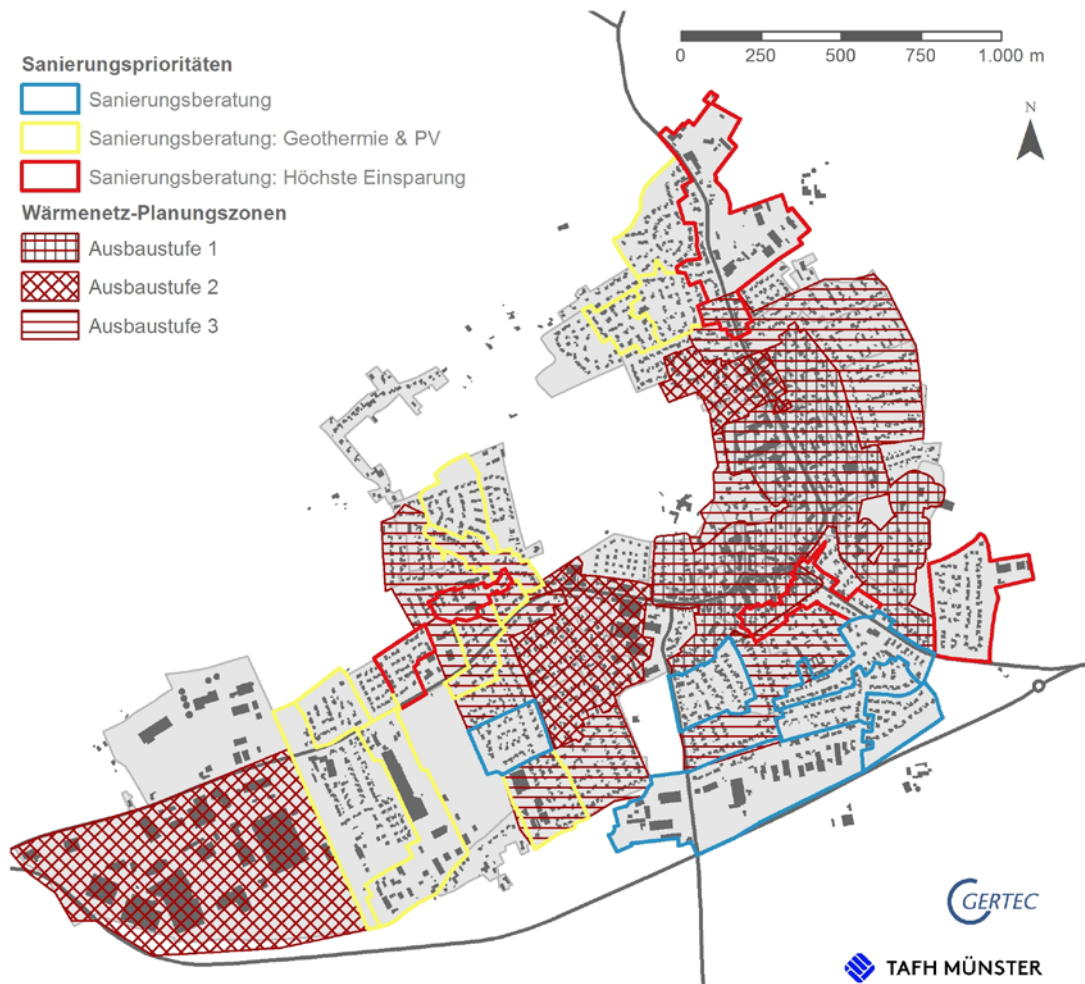 Sanierungsprioritäten
Sanierungsberatung
Sanierungsberatung: Geothermie & PV
Sanierungsberatung: Höchste Einsparung
Wärmenetz-Planungszonen
Ausbaustufe 1
Ausbaustufe 2
Ausbaustufe 3
0 250 500 750 1.000 m
N
GERTEC
TAFH MÜNSTER